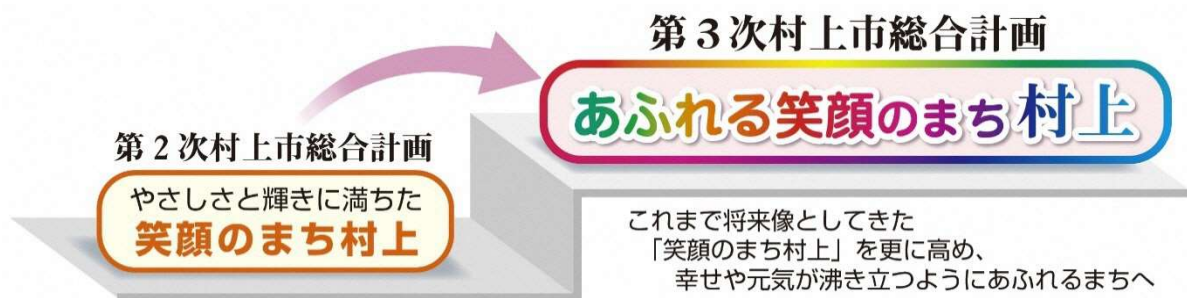 第3次村上市総合計画
あふれる笑顔のまち村上
第2次村上市総合計画
やさしさと輝きに満ちた
笑顔のまち村上
これまで将来像としてきた
「笑顔のまち村上」を更に高め、
幸せや元気が沸き立つようにあふれるまちへ